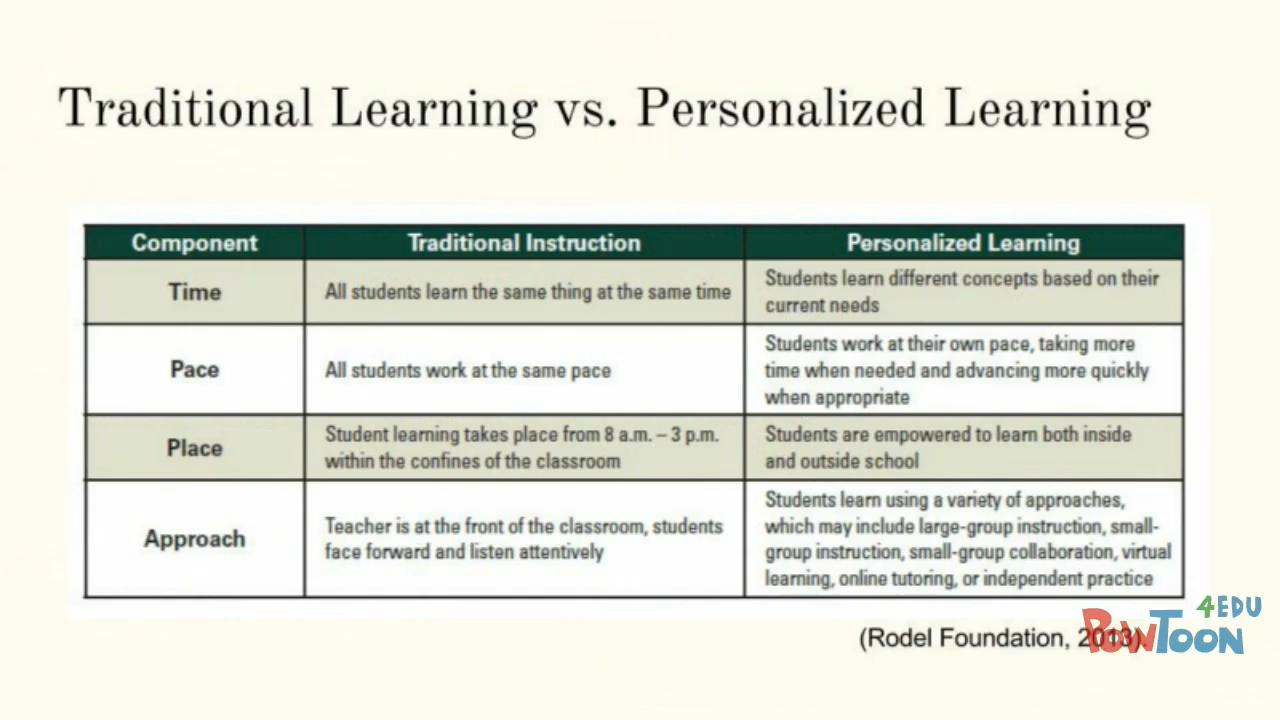 Traditional Learning vs. Personalized Learning
Component
Traditional Instruction
Personalized Learning
Time
All students learn the same thing at the same time
Students learn different concepts based on their
current needs
Pace
All students work at the same pace
Students work at their own pace, taking more
time when needed and advancing more quickly
when appropriate
Place
Student learning takes place from 8 a.m. – 3 p.m.
within the confines of the classroom
Students are empowered to learn both inside
and outside school
Approach
Teacher is at the front of the classroom, students
face forward and listen attentively
Students learn using a variety of approaches,
which may include large-group instruction, small-
group instruction, small-group collaboration, virtual
learning, online tutoring, or independent practice
(Rodel Foundation, 2013).
4EDU
POWTOON